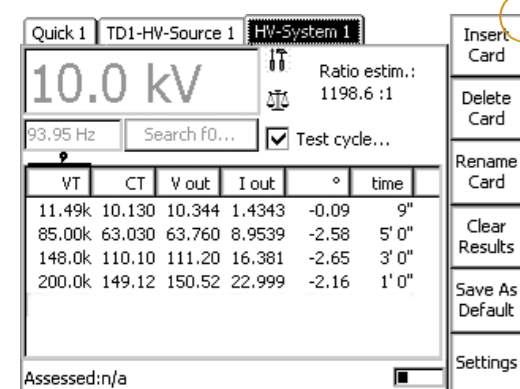 Quick 1 TD1-HV-Source 1 HV-System 1
10.0 kV
Ratio estim.:
1198.6 :1
93.95 Hz Search f0... Test cycle...
VT CT V out I out ° time
11.49k 10.130 10.344 1.4343 -0.09 9"
85.00k 63.030 63.760 8.9539 -2.58 5' 0"
148.0k 110.10 111.20 16.381 -2.65 3' 0"
200.0k 149.12 150.52 22.999 -2.16 1' 0"
Assessed:n/a
Insert
Card
Delete
Card
Rename
Card
Clear
Results
Save As
Default
Settings